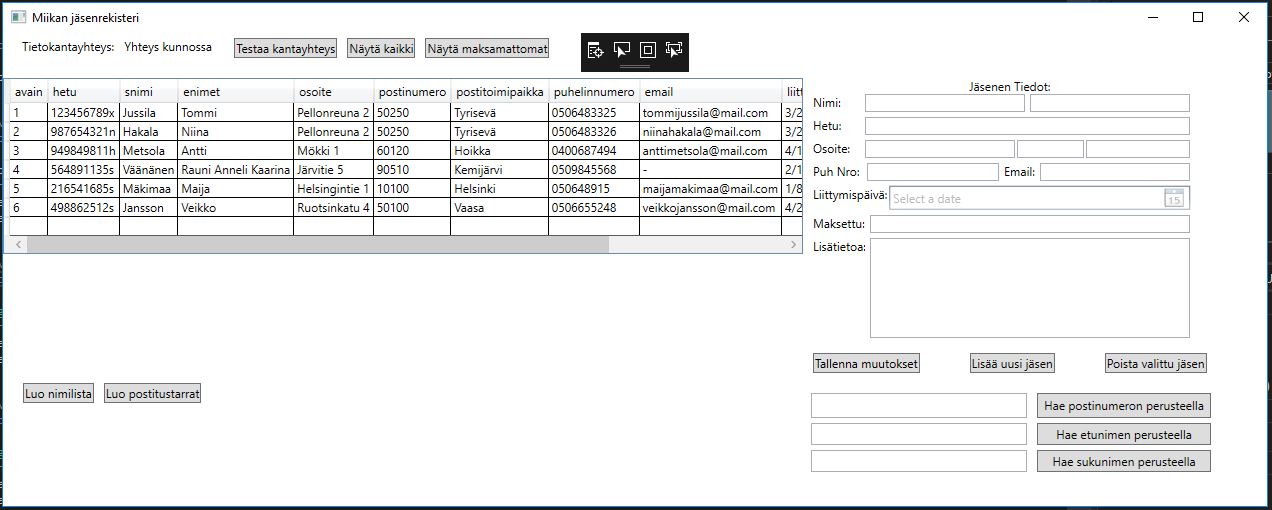 Miikan jäsenrekisteri
Tietokantayhteys: Yhteys kunnossa Testaa kantayhteys Näytä kaikki Näytä maksamattomat
avain hetu snimi enimet osoite postinumero postitoimipaikka puhelinnumero email liitt
1 123456789x Jussila Tommi Pellonreuna 2 50250 Tyrisevä 0506483325 tommijussila@mail.com 3/2
2 987654321n Hakala Niina Pellonreuna 2 50250 Tyrisevä 0506483326 niinahakala@mail.com 3/2
3 949849811h Metsola Antti Mökki 1 60120 Hoikka 0400687494 anttimetsola@mail.com 4/1
4 564891135s Väänänen Rauni Anneli Kaarina Järvitie 5 90510 Kemijärvi 0509845568 - 2/1
5 216541685s Mäkimaa Maija Helsingintie 1 10100 Helsinki 050648915 maijamakimaa@mail.com 1/8
6 498862512s Jansson Veikko Ruotsinkatu 4 50100 Vaasa 0506655248 veikkojansson@mail.com 4/2
Jäsenen Tiedot:
Nimi:
Hetu:
Osoite:
Puh Nro: Email:
Liittymispäivä: Select a date 15
Maksettu:
Lisätietoa:
Tallenna muutokset Lisää uusi jäsen Poista valittu jäsen
Luo nimilista Luo postitustarrat
Hae postinumeron perusteella
Hae etunimen perusteella
Hae sukunimen perusteella